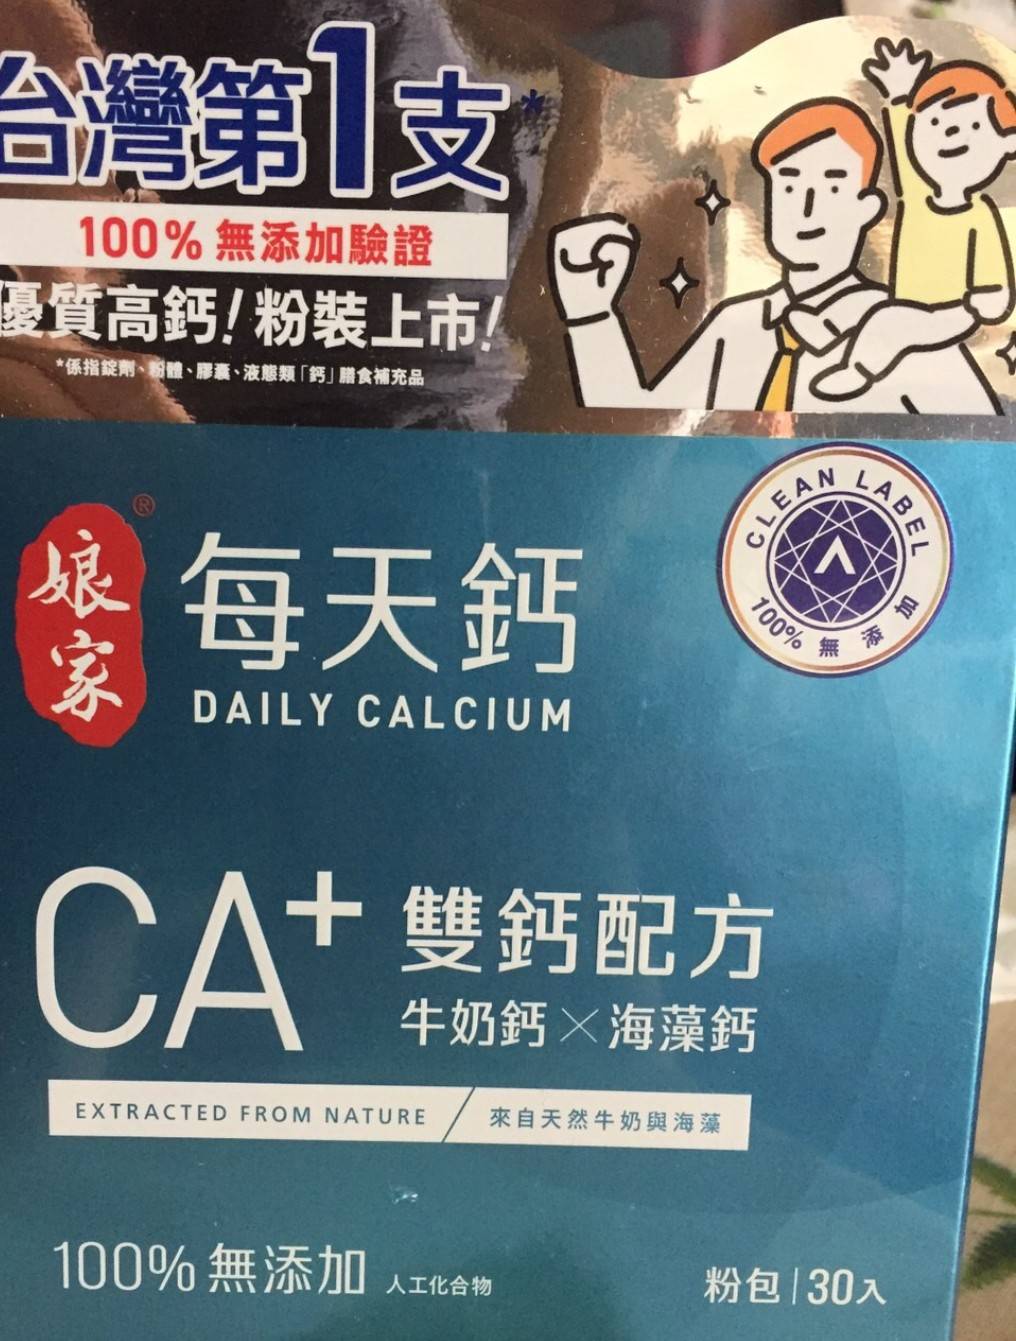 台灣第1支*
100%無添加驗證
優質高鈣!粉裝上市!
*係指錠劑、粉體、膠囊、液態類「鈣」膳食補充品
CLEAN LABEL
100% 無添加
娘家®
每天鈣
DAILY CALCIUM
CA+ 雙鈣配方
牛奶鈣×海藻鈣
EXTRACTED FROM NATURE / 來自天然牛奶與海藻
100%無添加 人工化合物
粉包|30入